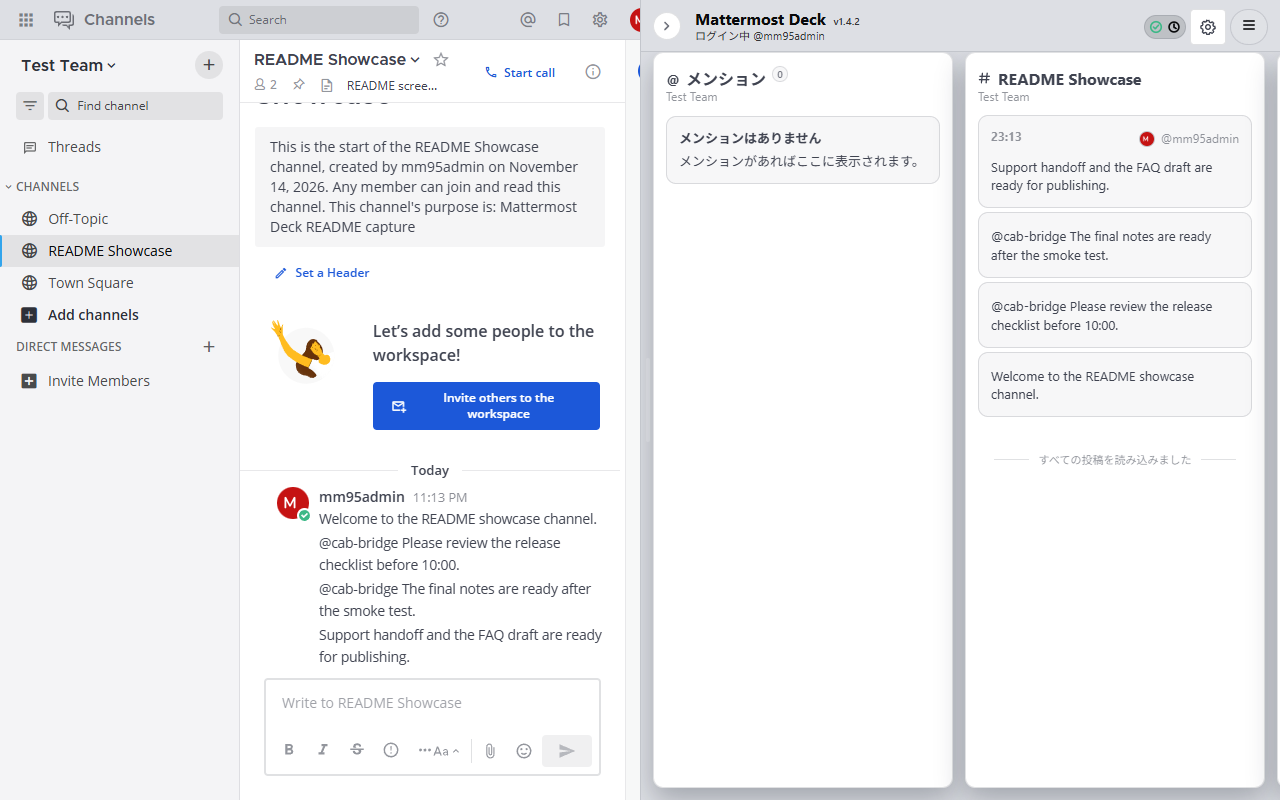 Channels
Search
Test Team
Find channel
Threads
CHANNELS
Off-Topic
README Showcase
Town Square
Add channels
DIRECT MESSAGES
Invite Members
README Showcase
2
README scree...
Start call
This is the start of the README Showcase
channel, created by mm95admin on November
14, 2026. Any member can join and read this
channel. This channel's purpose is: Mattermost
Deck README capture
Set a Header
Let's add some people to the
workspace!
Invite others to the
workspace
Today
M
mm95admin 11:13 PM
Welcome to the README showcase channel.
@cab-bridge Please review the release
checklist before 10:00.
@cab-bridge The final notes are ready after
the smoke test.
Support handoff and the FAQ draft are ready
for publishing.
Write to README Showcase
B I S Aa
Mattermost Deck v1.4.2
ログイン中 @mm95admin
@ メンション 0
Test Team
メンションはありません
メンションがあればここに表示されます。
# README Showcase
Test Team
23:13 M @mm95admin
Support handoff and the FAQ draft are
ready for publishing.
@cab-bridge The final notes are ready
after the smoke test.
@cab-bridge Please review the release
checklist before 10:00.
Welcome to the README showcase
channel.
すべての投稿を読み込みました